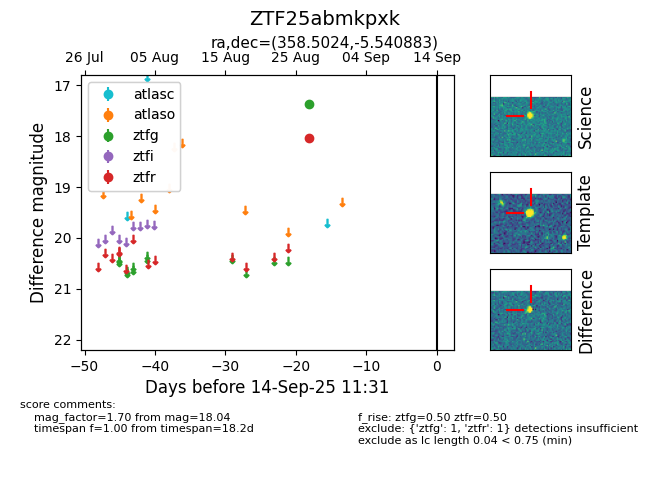 ZTF25abmkpxk
ra,dec=(358.5024,-5.540883)
26 Jul 05 Aug 15 Aug 25 Aug 04 Sep 14 Sep
17
18
19
20
21
22
Difference magnitude
atlasc
atlaso
ztfg
ztfi
ztfr
−50 −40 −30 −20 −10 0
Days before 14-Sep-25 11:31
Science
Template
Difference
score comments:
mag_factor=1.70 from mag=18.04
timespan f=1.00 from timespan=18.2d
f_rise: ztfg=0.50 ztfr=0.50
exclude: {'ztfg': 1, 'ztfr': 1} detections insufficient
exclude as lc length 0.04 < 0.75 (min)